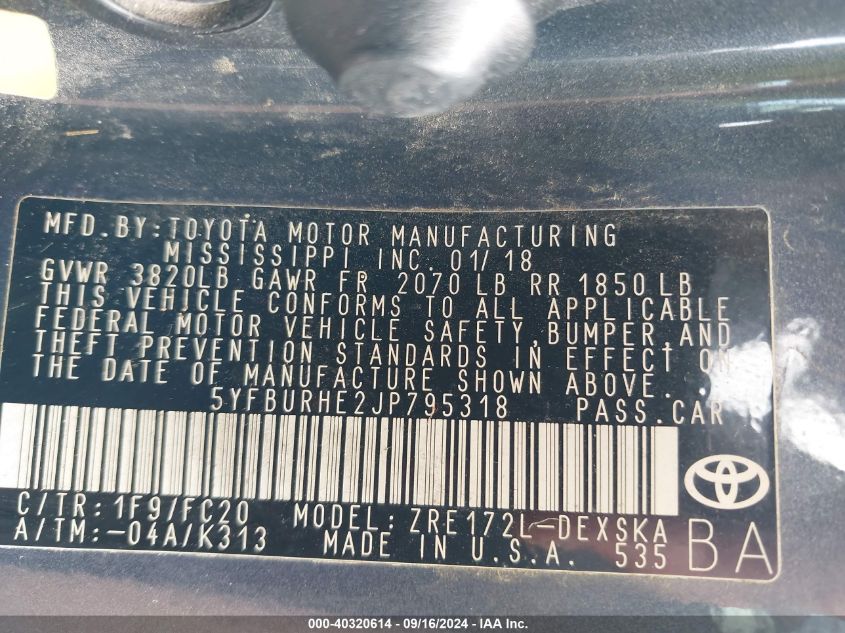 MFD. BY: TOYOTA MOTOR MANUFACTURING
MISSISSIPPI INC. 01/18
GVWR 3820LB GAWR FR 2070 LB RR 1850 LB
THIS VEHICLE CONFORMS TO ALL APPLICABLE
FEDERAL MOTOR VEHICLE SAFETY, BUMPER, AND
THEFT PREVENTION STANDARDS IN EFFECT ON
THE DATE OF MANUFACTURE SHOWN ABOVE. .
5YFBURHE2JP795318 PASS.CAR
C/TR: 1F9/FC20 MODEL: ZRE172L-DEXSKA
A/TM:-04A/K313 MADE IN U.S.A. 535 BA
000-40320614 - 09/16/2024 - IAAI.COM